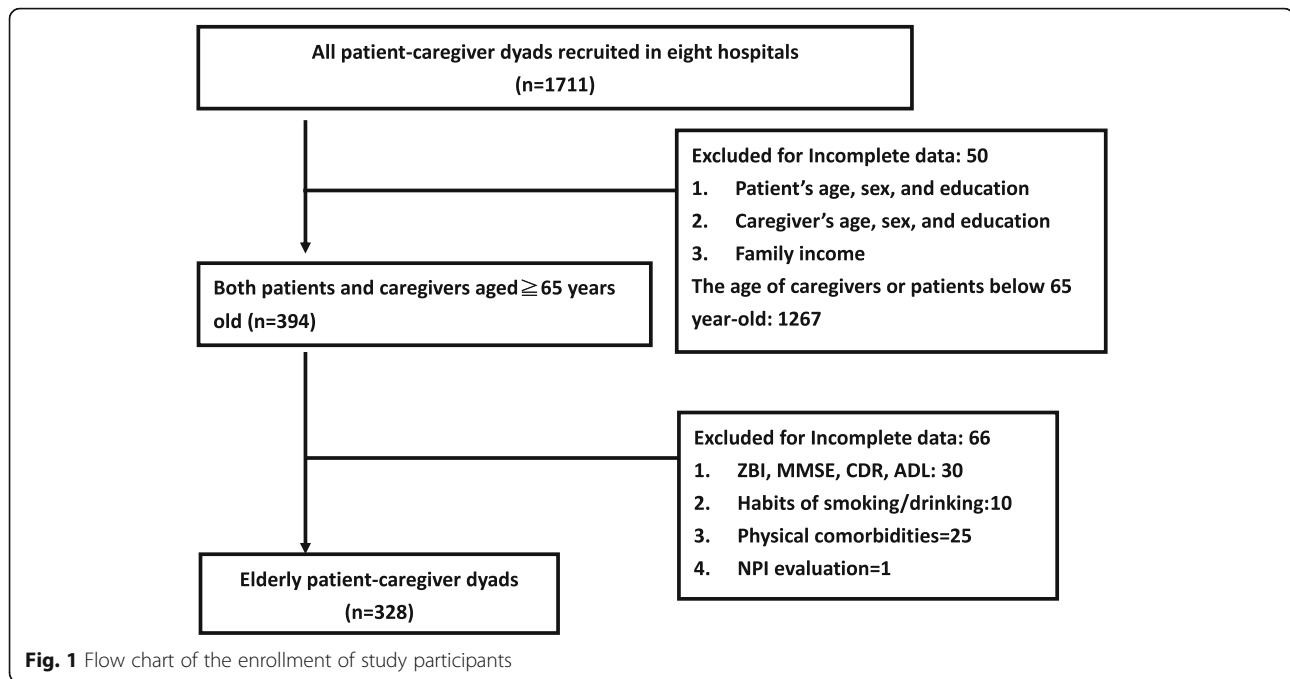 All patient-caregiver dyads recruited in eight hospitals
(n=1711)
Excluded for Incomplete data: 50
1. Patient's age, sex, and education
2. Caregiver's age, sex, and education
3. Family income
The age of caregivers or patients below 65
year-old: 1267
Both patients and caregivers aged≧65 years
old (n=394)
Excluded for Incomplete data: 66
1. ZBI, MMSE, CDR, ADL: 30
2. Habits of smoking/drinking:10
3. Physical comorbidities=25
4. NPI evaluation=1
Elderly patient-caregiver dyads
(n=328)
Fig. 1 Flow chart of the enrollment of study participants